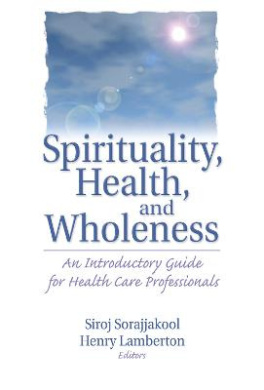 Spirituality,
Health,
and
Wholeness
An Introductory Guide
for Health Care Professionals
Siroj Sorajjakool
Henry Lamberton
Editors